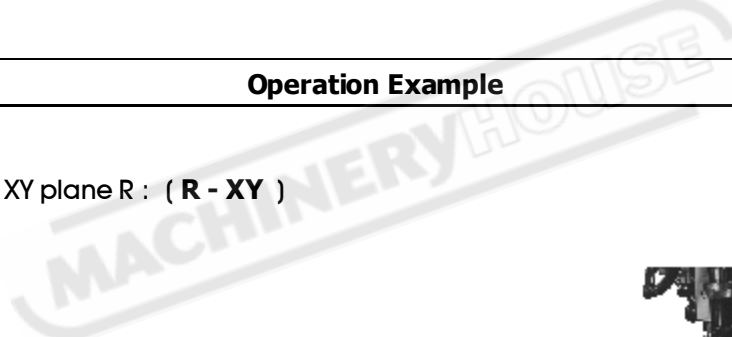 Operation Example
MACHINERYHOUSE
XY plane R : ( R - XY )